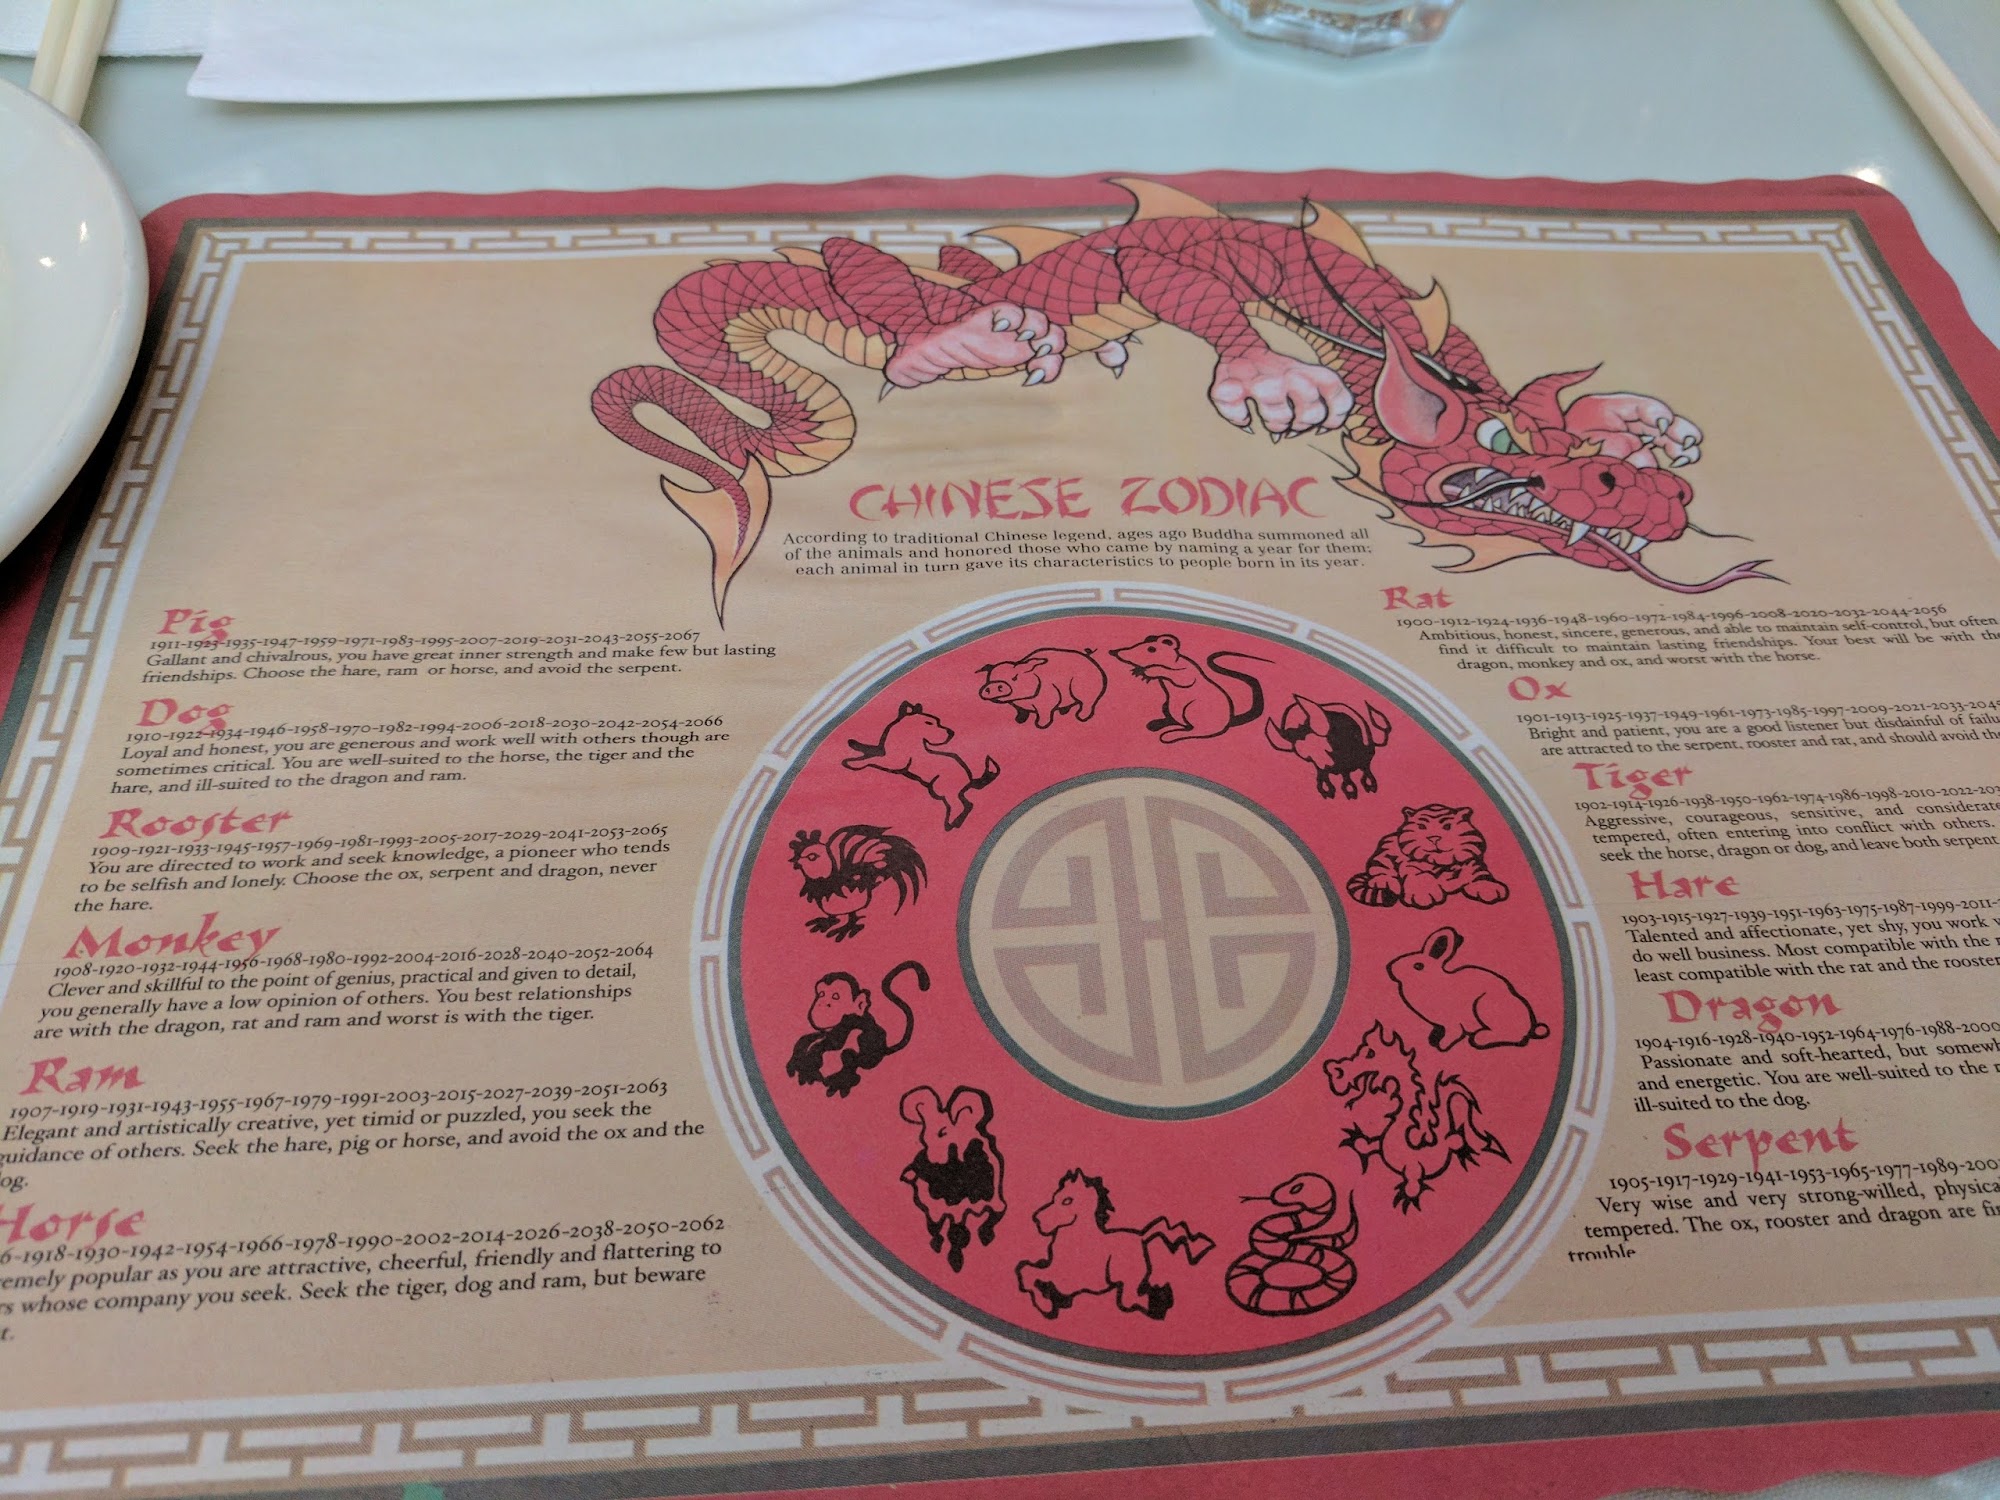 CHINESE ZODIAC
According to traditional Chinese legend, ages ago Buddha summoned all
of the animals and honored those who came by naming a year for them;
each animal in turn gave its characteristics to people born in its year.
Pig
1911-1923-1935-1947-1959-1971-1983-1995-2007-2019-2031-2043-2055-2067
Gallant and chivalrous, you have great inner strength and make few but lasting
friendships. Choose the hare, ram or horse, and avoid the serpent.
Dog
1910-1922-1934-1946-1958-1970-1982-1994-2006-2018-2030-2042-2054-2066
Loyal and honest, you are generous and work well with others though are
sometimes critical. You are well-suited to the horse, the tiger and the
hare, and ill-suited to the dragon and ram.
Rooster
1909-1921-1933-1945-1957-1969-1981-1993-2005-2017-2029-2041-2053-2065
You are directed to work and seek knowledge, a pioneer who tends
to be selfish and lonely. Choose the ox, serpent and dragon, never
the hare.
Monkey
1908-1920-1932-1944-1956-1968-1980-1992-2004-2016-2028-2040-2052-2064
Clever and skillful to the point of genius, practical and given to detail,
you generally have a low opinion of others. You best relationships
are with the dragon, rat and ram and worst is with the tiger.
Ram
1907-1919-1931-1943-1955-1967-1979-1991-2003-2015-2027-2039-2051-2063
Elegant and artistically creative, yet timid or puzzled, you seek the
guidance of others. Seek the hare, pig or horse, and avoid the ox and the
og.
Horse
6-1918-1930-1942-1954-1966-1978-1990-2002-2014-2026-2038-2050-2062
remely popular as you are attractive, cheerful, friendly and flattering to
rs whose company you seek. Seek the tiger, dog and ram, but beware
t.
Rat
1900-1912-1924-1936-1948-1960-1972-1984-1996-2008-2020-2032-2044-2056
Ambitious, honest, sincere, generous, and able to maintain self-control, but often
find it difficult to maintain lasting friendships. Your best will be with the
dragon, monkey and ox, and worst with the horse.
Ox
1901-1913-1925-1937-1949-1961-1973-1985-1997-2009-2021-2033-2045
Bright and patient, you are a good listener but disdainful of failu
are attracted to the serpent, rooster and rat, and should avoid the
Tiger
1902-1914-1926-1938-1950-1962-1974-1986-1998-2010-2022-203
Aggressive, courageous, sensitive, and considerate
tempered, often entering into conflict with others.
seek the horse, dragon or dog, and leave both serpent
Hare
1903-1915-1927-1939-1951-1963-1975-1987-1999-2011-
Talented and affectionate, yet shy, you work
do well business. Most compatible with the
least compatible with the rat and the rooster
Dragon
1904-1916-1928-1940-1952-1964-1976-1988-2000
Passionate and soft-hearted, but somewh
and energetic. You are well-suited to the
ill-suited to the dog.
Serpent
1905-1917-1929-1941-1953-1965-1977-1989-200
Very wise and very strong-willed, physica
tempered. The ox, rooster and dragon are fi
trouble